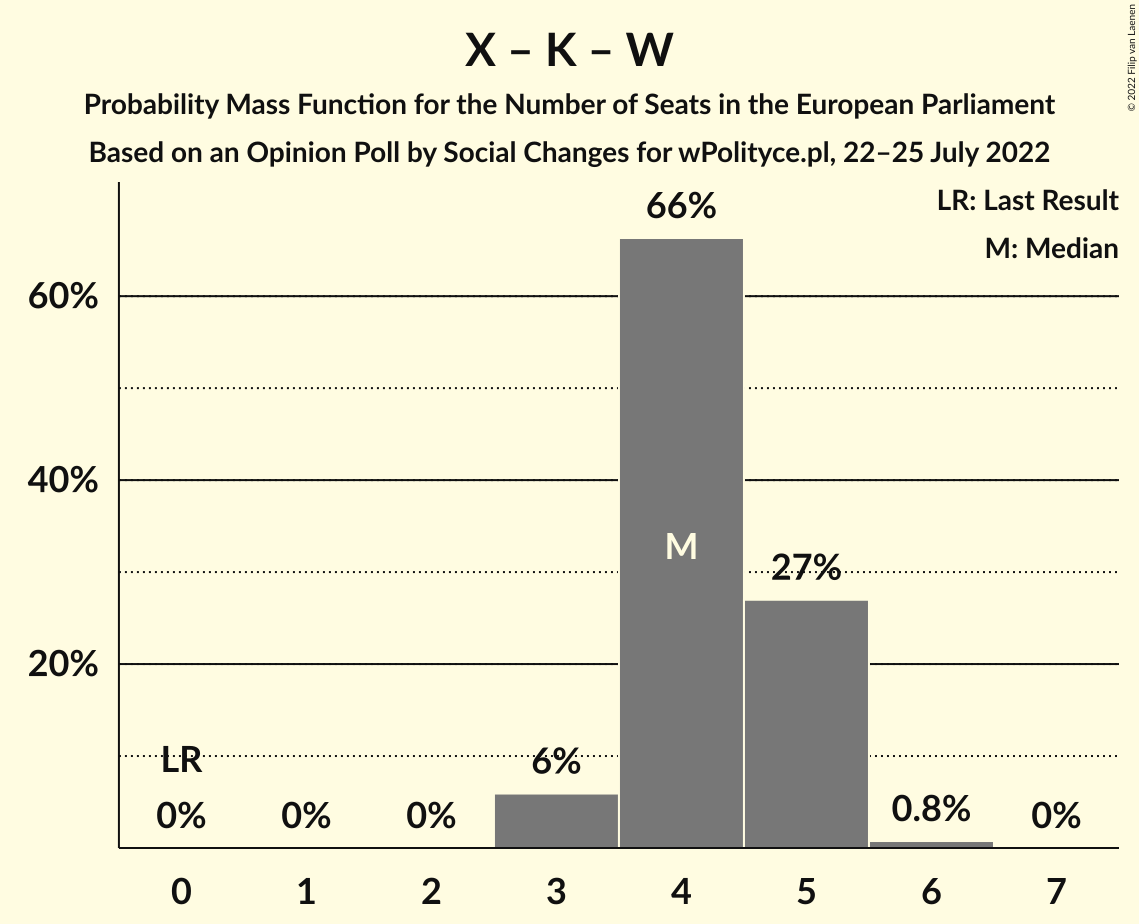 X – K – W
Probability Mass Function for the Number of Seats in the European Parliament
Based on an Opinion Poll by Social Changes for wPolityce.pl, 22–25 July 2022
© 2022 Filip van Laenen
LR: Last Result
M: Median
66%
60%
40%
M
27%
20%
LR
6%
0%
0%
0%
0.8%
0%
0 1 2 3 4 5 6 7